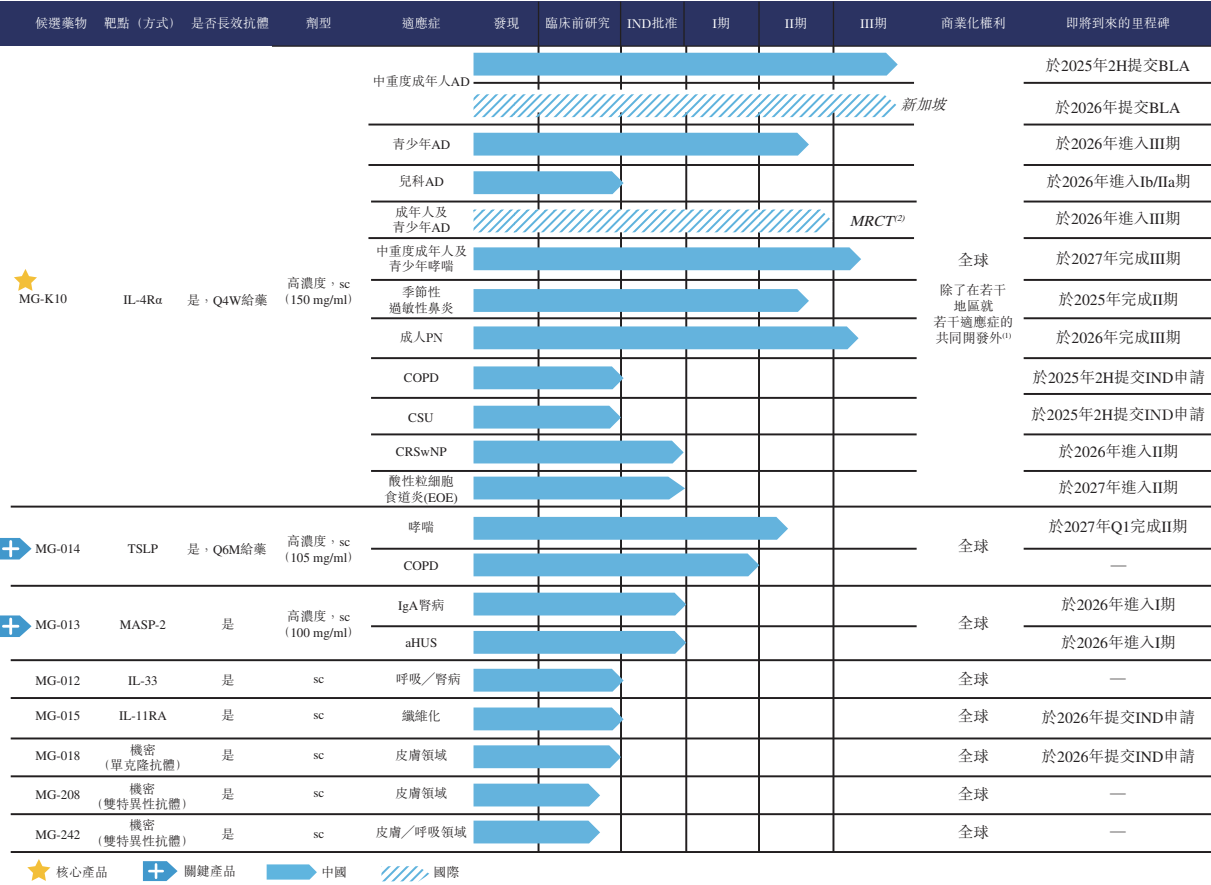 候選藥物 靶點（方式） 是否長效抗體 劑型 適應症 發現 臨床前研究 IND批准 I期 II期 III期 商業化權利 即將到來的里程碑
中重度成年人AD
於2025年2H提交BLA
新加坡
於2026年提交BLA
青少年AD
於2026年進入III期
兒科AD
於2026年進入Ib/IIa期
成年人及
青少年AD
MRCT(2)
於2026年進入III期
中重度成年人及
青少年哮喘
於2027年完成III期
MG-K10
IL-4Rα
是，Q4W給藥
高濃度，sc
（150 mg/ml）
全球
除了在若干
地區就
若干適應症的
共同開發外(1)
季節性
過敏性鼻炎
於2025年完成II期
成人PN
於2026年完成III期
COPD
於2025年2H提交IND申請
CSU
於2025年2H提交IND申請
CRSwNP
於2026年進入II期
酸性粒細胞
食道炎(EOE)
於2027年進入II期
MG-014
TSLP
是，Q6M給藥
高濃度，sc
（105 mg/ml）
哮喘
全球
於2027年Q1完成II期
COPD
—
MG-013
MASP-2
是
高濃度，sc
（100 mg/ml）
IgA腎病
全球
於2026年進入I期
aHUS
於2026年進入I期
MG-012 IL-33 是 sc 呼吸／腎病 全球 —
MG-015 IL-11RA 是 sc 纖維化 全球 於2026年提交IND申請
MG-018
機密
（單克隆抗體）
是 sc 皮膚領域 全球 於2026年提交IND申請
MG-208
機密
（雙特異性抗體）
是 sc 皮膚領域 全球 —
MG-242
機密
（雙特異性抗體）
是 sc 皮膚／呼吸領域 全球 —
核心產品 關鍵產品 中國 國際